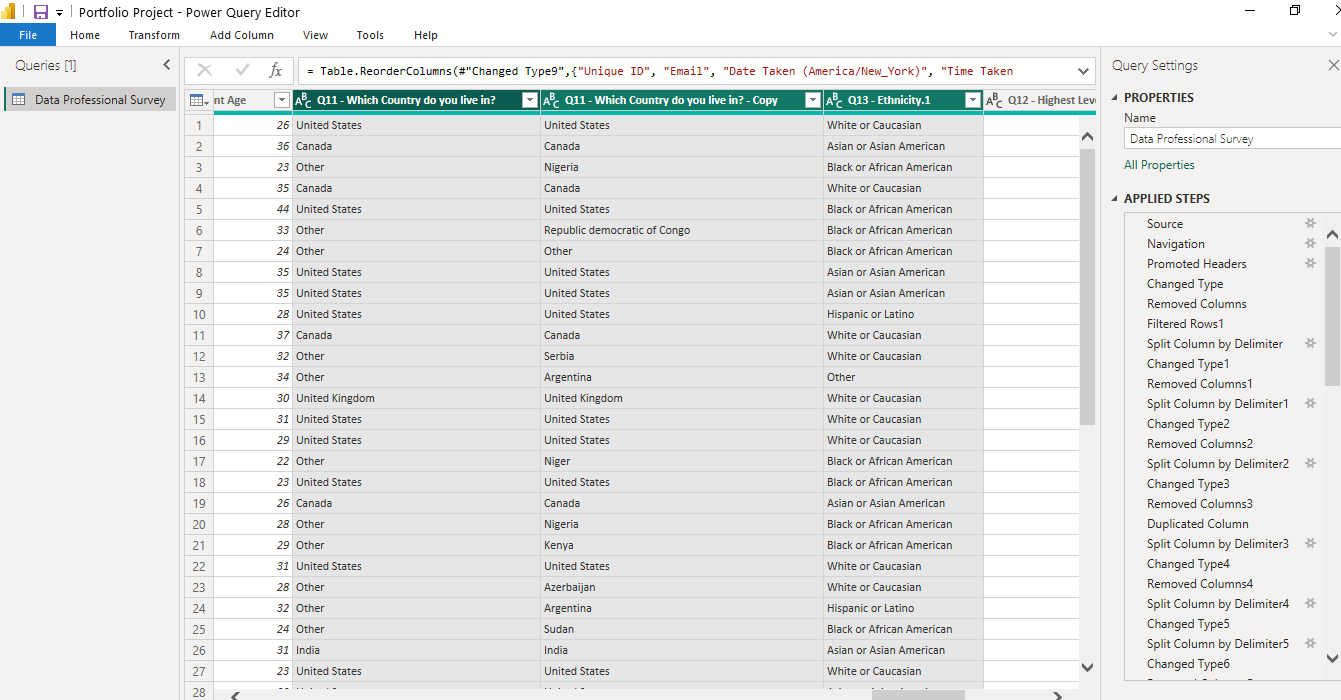 Portfolio Project - Power Query Editor
File Home Transform Add Column View Tools Help
Queries [1]
Data Professional Survey
fx = Table.ReorderColumns(#"Changed Type9",{"Unique ID", "Email", "Date Taken (America/New_York)", "Time Taken
nt Age ABC Q11 - Which Country do you live in? ABC Q11 - Which Country do you live in? - Copy ABC Q13 - Ethnicity.1 ABC Q12 - Highest Leve
1 26 United States United States White or Caucasian
2 36 Canada Canada Asian or Asian American
3 23 Other Nigeria Black or African American
4 35 Canada Canada White or Caucasian
5 44 United States United States Black or African American
6 33 Other Republic democratic of Congo Black or African American
7 24 Other Other Black or African American
8 35 United States United States Asian or Asian American
9 35 United States United States Asian or Asian American
10 28 United States United States Hispanic or Latino
11 37 Canada Canada White or Caucasian
12 32 Other Serbia White or Caucasian
13 34 Other Argentina Other
14 30 United Kingdom United Kingdom White or Caucasian
15 31 United States United States White or Caucasian
16 29 United States United States White or Caucasian
17 22 Other Niger Black or African American
18 23 United States United States Black or African American
19 26 Canada Canada Asian or Asian American
20 28 Other Nigeria Black or African American
21 29 Other Kenya Black or African American
22 31 United States United States White or Caucasian
23 28 Other Azerbaijan White or Caucasian
24 32 Other Argentina Hispanic or Latino
25 24 Other Sudan Black or African American
26 31 India India Asian or Asian American
27 23 United States United States White or Caucasian
28
Query Settings
PROPERTIES
Name
Data Professional Survey
All Properties
APPLIED STEPS
Source
Navigation
Promoted Headers
Changed Type
Removed Columns
Filtered Rows1
Split Column by Delimiter
Changed Type1
Removed Columns1
Split Column by Delimiter1
Changed Type2
Removed Columns2
Split Column by Delimiter2
Changed Type3
Removed Columns3
Duplicated Column
Split Column by Delimiter3
Changed Type4
Removed Columns4
Split Column by Delimiter4
Changed Type5
Split Column by Delimiter5
Changed Type6